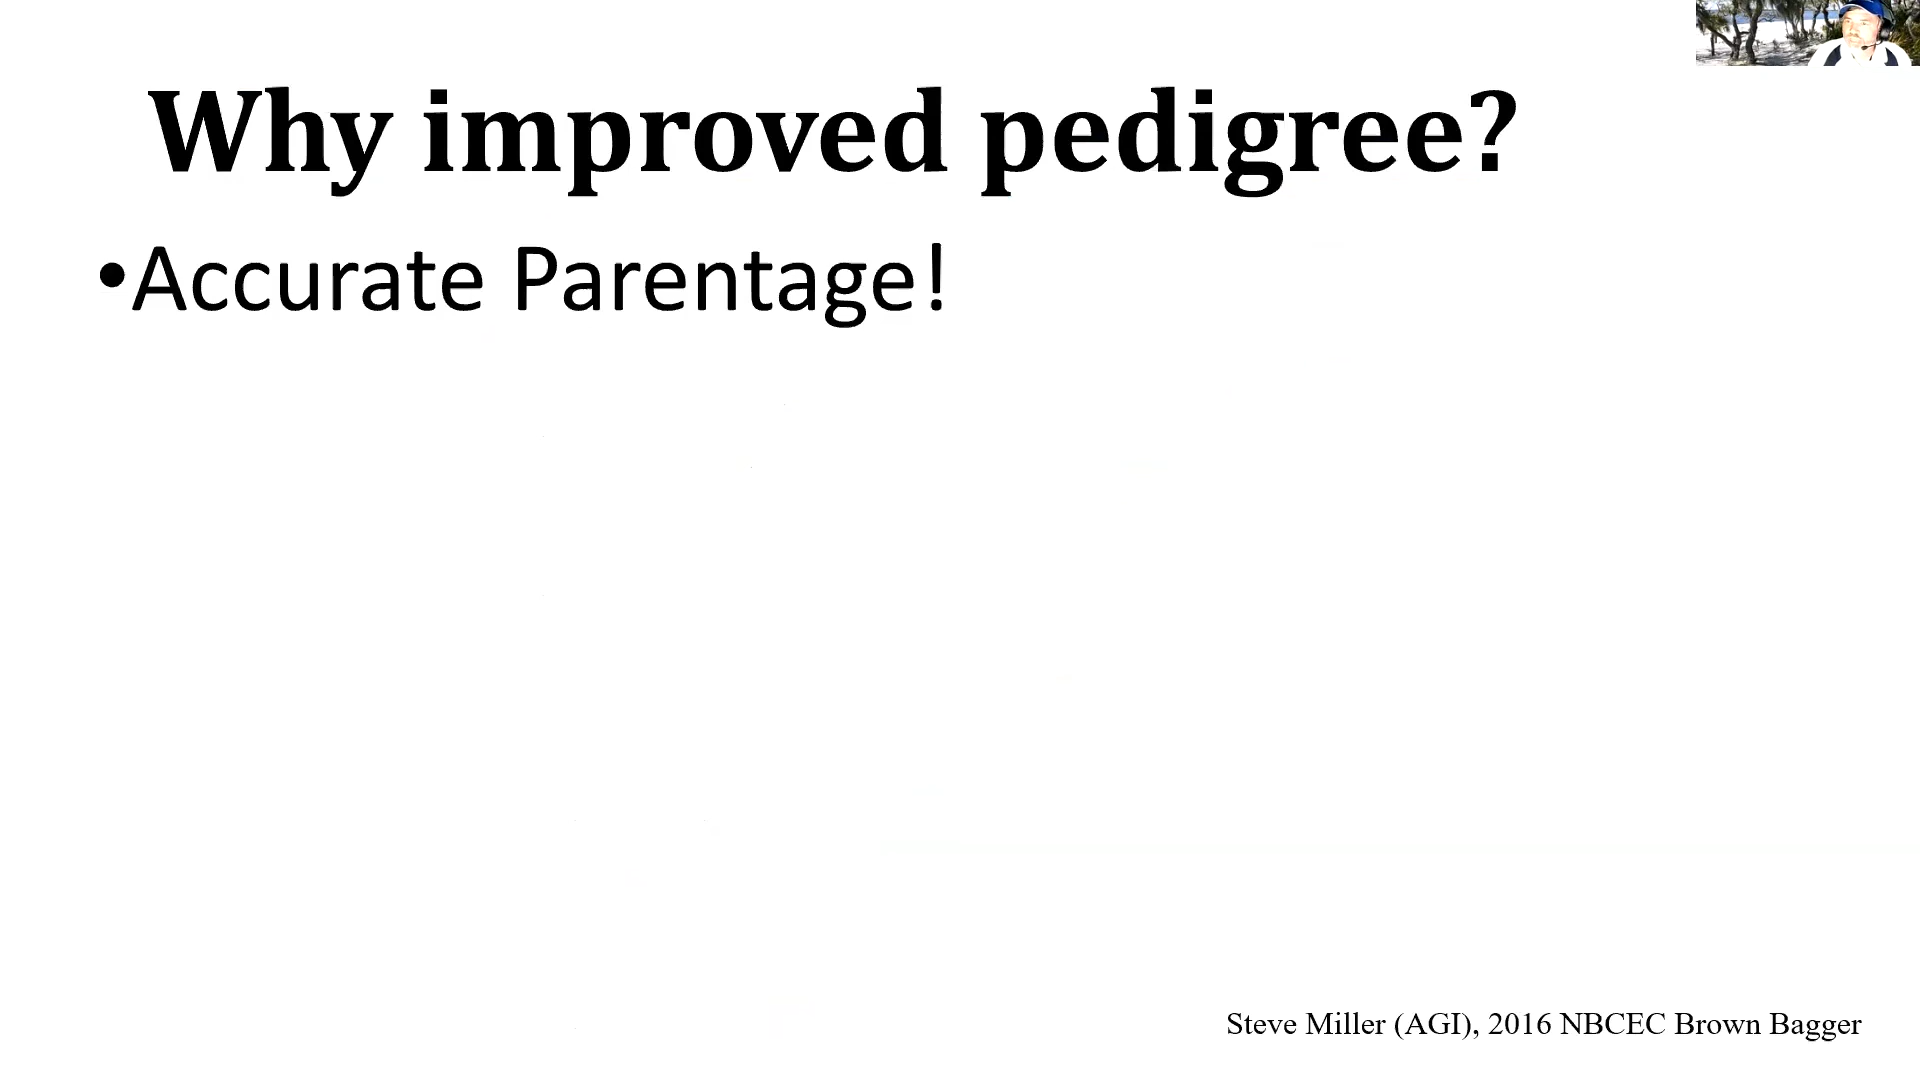 Why improved pedigree?
•Accurate Parentage!
Steve Miller (AGI), 2016 NBCEC Brown Bagger